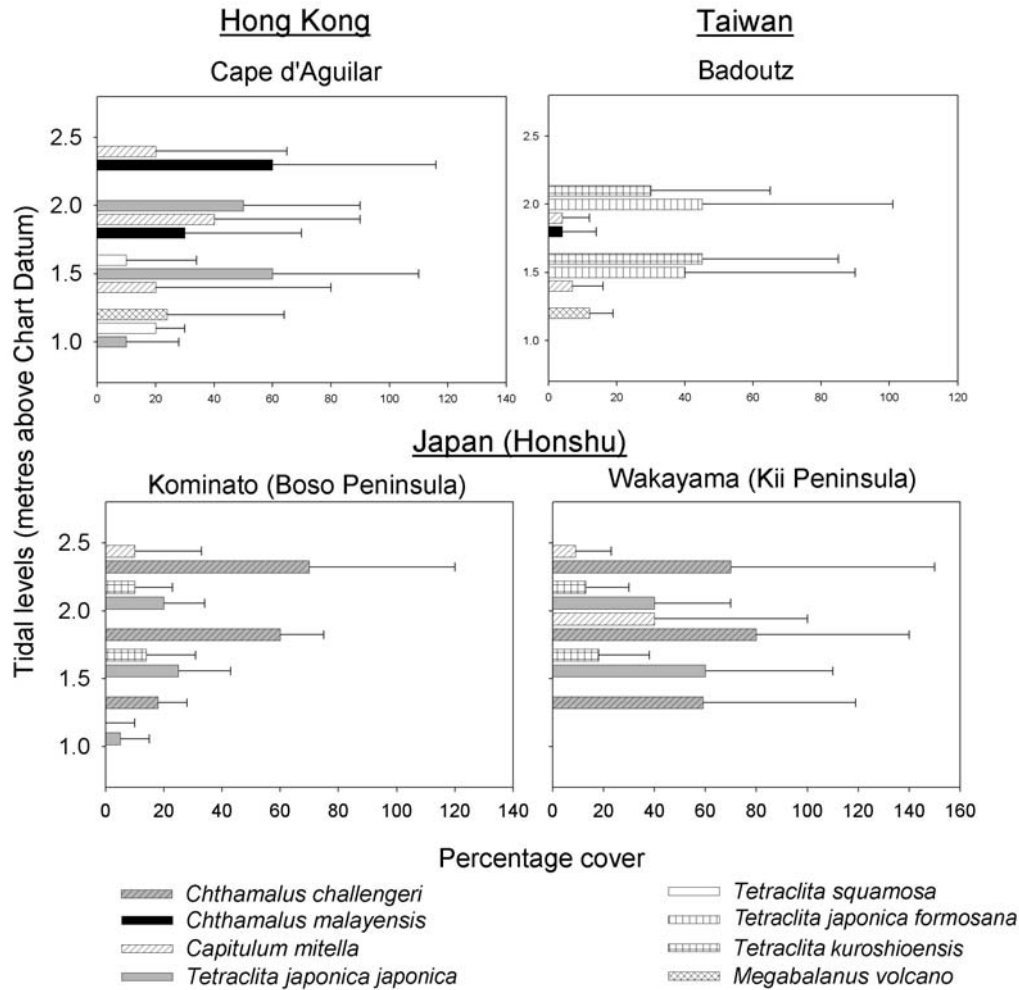 Hong Kong
Cape d'Aguilar
Taiwan
Badoutz
2.5
2.0
1.5
1.0
0 20 40 60 80 100 120 140
2.5
2.0
1.5
1.0
0 20 40 60 80 100 120
Tidal levels (metres above Chart Datum)
Japan (Honshu)
Kominato (Boso Peninsula)
Wakayama (Kii Peninsula)
2.5
2.0
1.5
1.0
0 20 40 60 80 100 120 140
0 20 40 60 80 100 120 140 160
Percentage cover
Chthamalus challengeri
Chthamalus malayensis
Capitulum mitella
Tetraclita japonica japonica
Tetraclita squamosa
Tetraclita japonica formosana
Tetraclita kuroshioensis
Megabalanus volcano